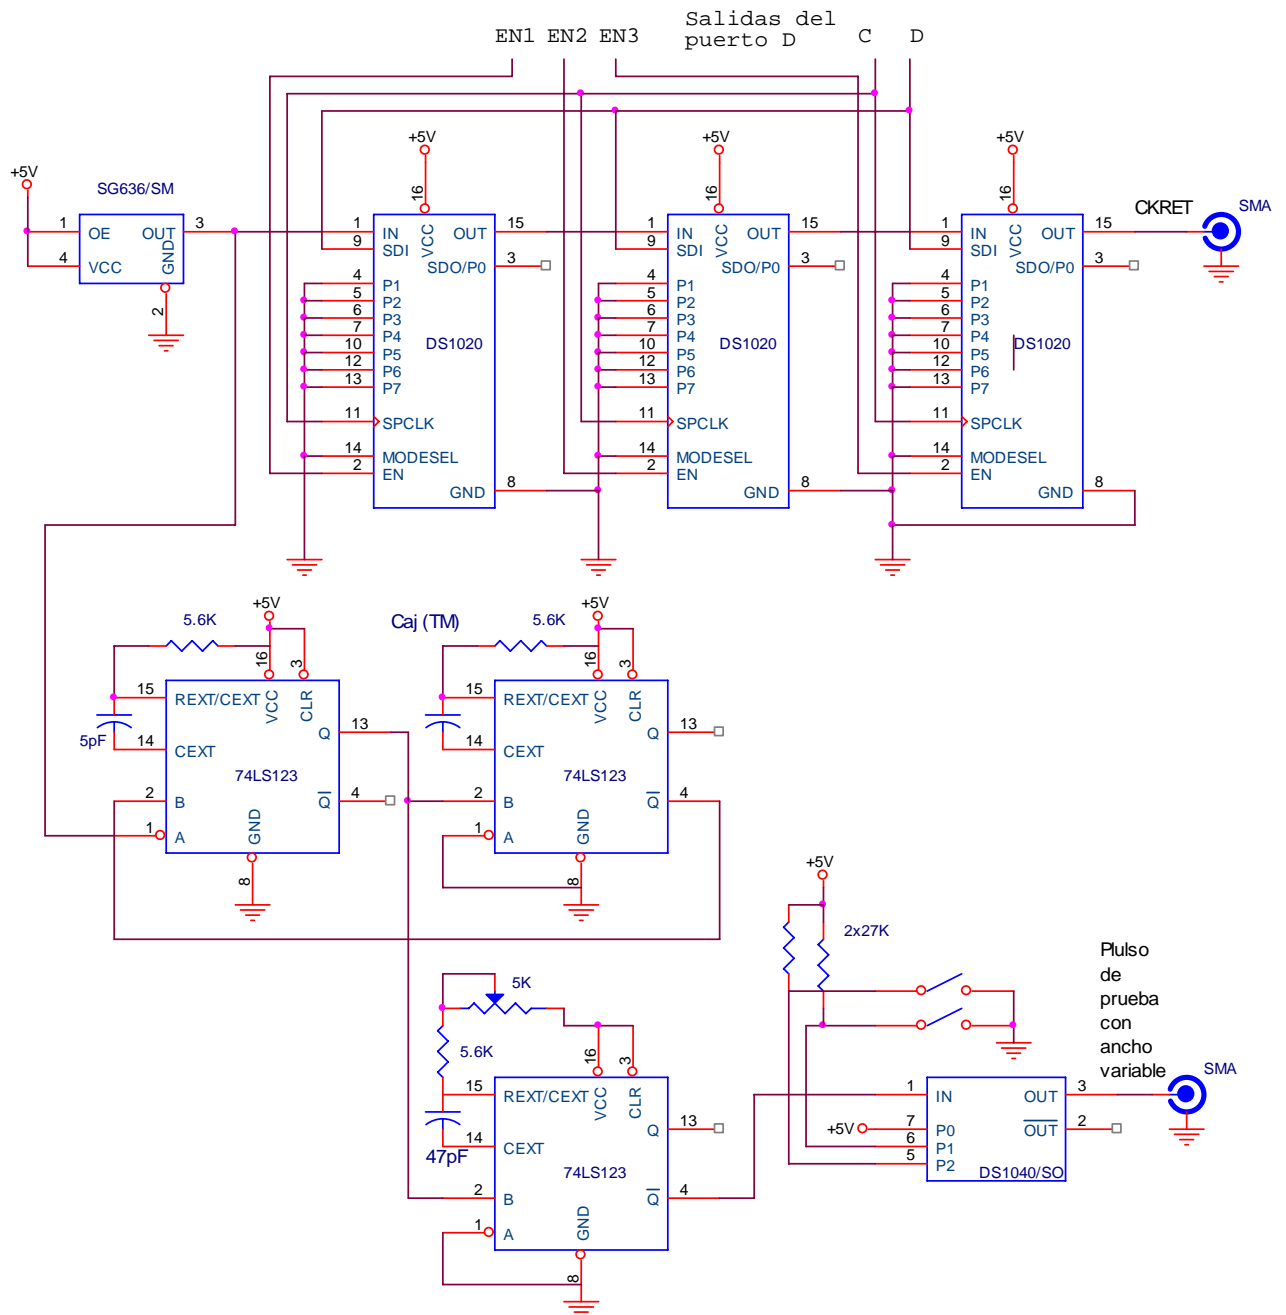 Salidas del
puerto D
EN1 EN2 EN3 C D
+5V +5V +5V
+5V
SG636/SM
16 16 16
CKRET SMA
1 OE OUT 3
4 VCC GND
2
1 IN VCC OUT 15
9 SDI
SDO/P0 3
4 P1
5 P2
6 P3
7 P4
10 P5
12 P6
13 P7
DS1020
11 SPCLK
14 MODESEL
2 EN
GND 8
1 IN VCC OUT 15
9 SDI
SDO/P0 3
4 P1
5 P2
6 P3
7 P4
10 P5
12 P6
13 P7
DS1020
11 SPCLK
14 MODESEL
2 EN
GND 8
1 IN VCC OUT 15
9 SDI
SDO/P0 3
4 P1
5 P2
6 P3
7 P4
10 P5
12 P6
13 P7
DS1020
11 SPCLK
14 MODESEL
2 EN
GND 8
5.6K +5V
16 3
15 REXT/CEXT VCC CLR
5pF
14 CEXT
Q 13
74LS123
2 B
Q 4
1 A
GND
8
Caj (TM) 5.6K +5V
16 3
15 REXT/CEXT VCC CLR
14 CEXT
Q 13
74LS123
2 B
Q 4
1 A
GND
8
5K
5.6K
16 3
15 REXT/CEXT VCC CLR
47pF
14 CEXT
Q 13
74LS123
2 B
Q 4
1 A
GND
8
+5V
2x27K
Plulso
de
prueba
con
ancho
variable
SMA
1 IN OUT 3
+5V 7 P0 OUT 2
6 P1
5 P2
DS1040/SO